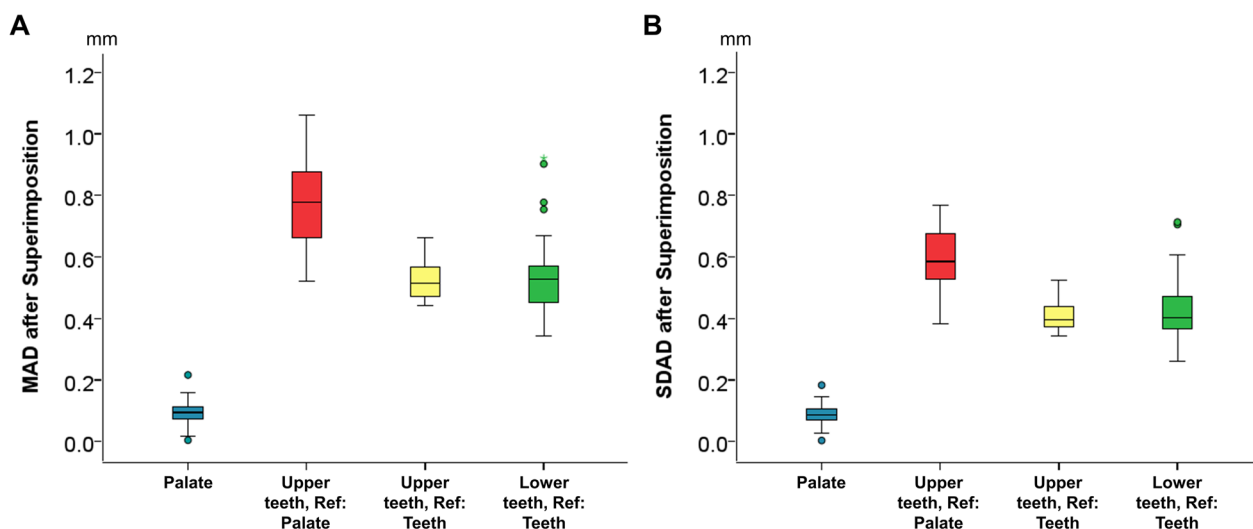 A
mm
MAD after Superimposition
1.2
1.0
0.8
0.6
0.4
0.2
0.0
Palate
Upper
teeth, Ref:
Palate
Upper
teeth, Ref:
Teeth
Lower
teeth, Ref:
Teeth
B
mm
SDAD after Superimposition
1.2
1.0
0.8
0.6
0.4
0.2
0.0
Palate
Upper
teeth, Ref:
Palate
Upper
teeth, Ref:
Teeth
Lower
teeth, Ref:
Teeth